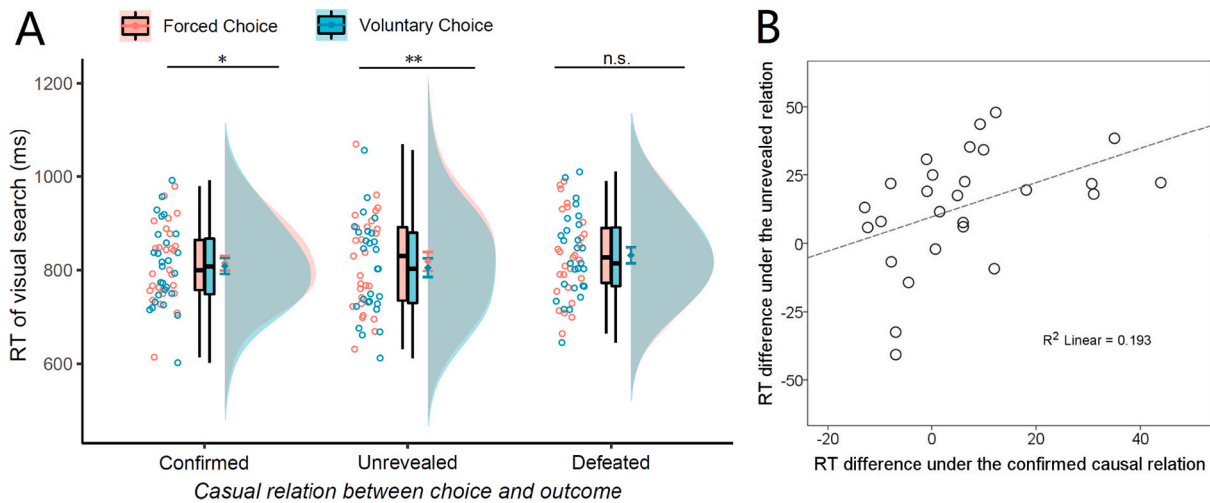 A
Forced Choice
Voluntary Choice
*
**
n.s.
RT of visual search (ms)
1200
1000
800
600
Confirmed
Unrevealed
Defeated
Casual relation between choice and outcome
B
RT difference under the unrevealed relation
50
25
0
-25
-50
R2 Linear = 0.193
-20
0
20
40
RT difference under the confirmed causal relation